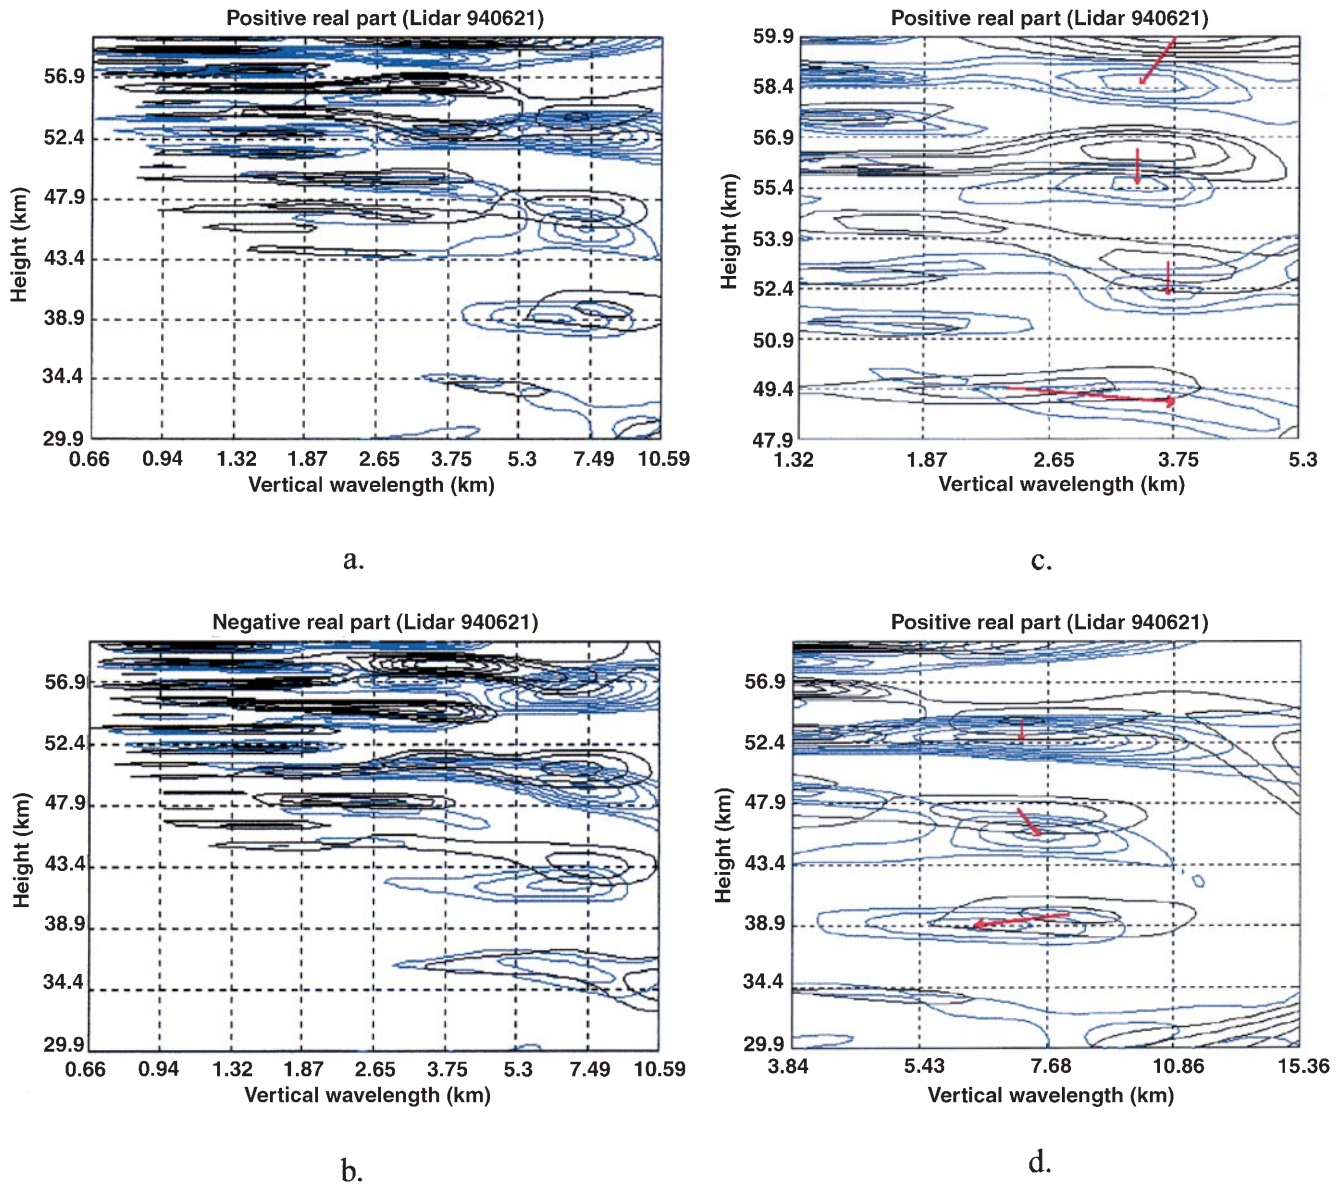 Positive real part (Lidar 940621)
56.9
52.4
47.9
43.4
38.9
34.4
29.9
Height (km)
0.66 0.94 1.32 1.87 2.65 3.75 5.3 7.49 10.59
Vertical wavelength (km)
a.
Positive real part (Lidar 940621)
59.9
58.4
56.9
55.4
53.9
52.4
50.9
49.4
47.9
Height (km)
1.32 1.87 2.65 3.75 5.3
Vertical wavelength (km)
c.
Negative real part (Lidar 940621)
56.9
52.4
47.9
43.4
38.9
34.4
29.9
Height (km)
0.66 0.94 1.32 1.87 2.65 3.75 5.3 7.49 10.59
Vertical wavelength (km)
b.
Positive real part (Lidar 940621)
56.9
52.4
47.9
43.4
38.9
34.4
29.9
Height (km)
3.84 5.43 7.68 10.86 15.36
Vertical wavelength (km)
d.